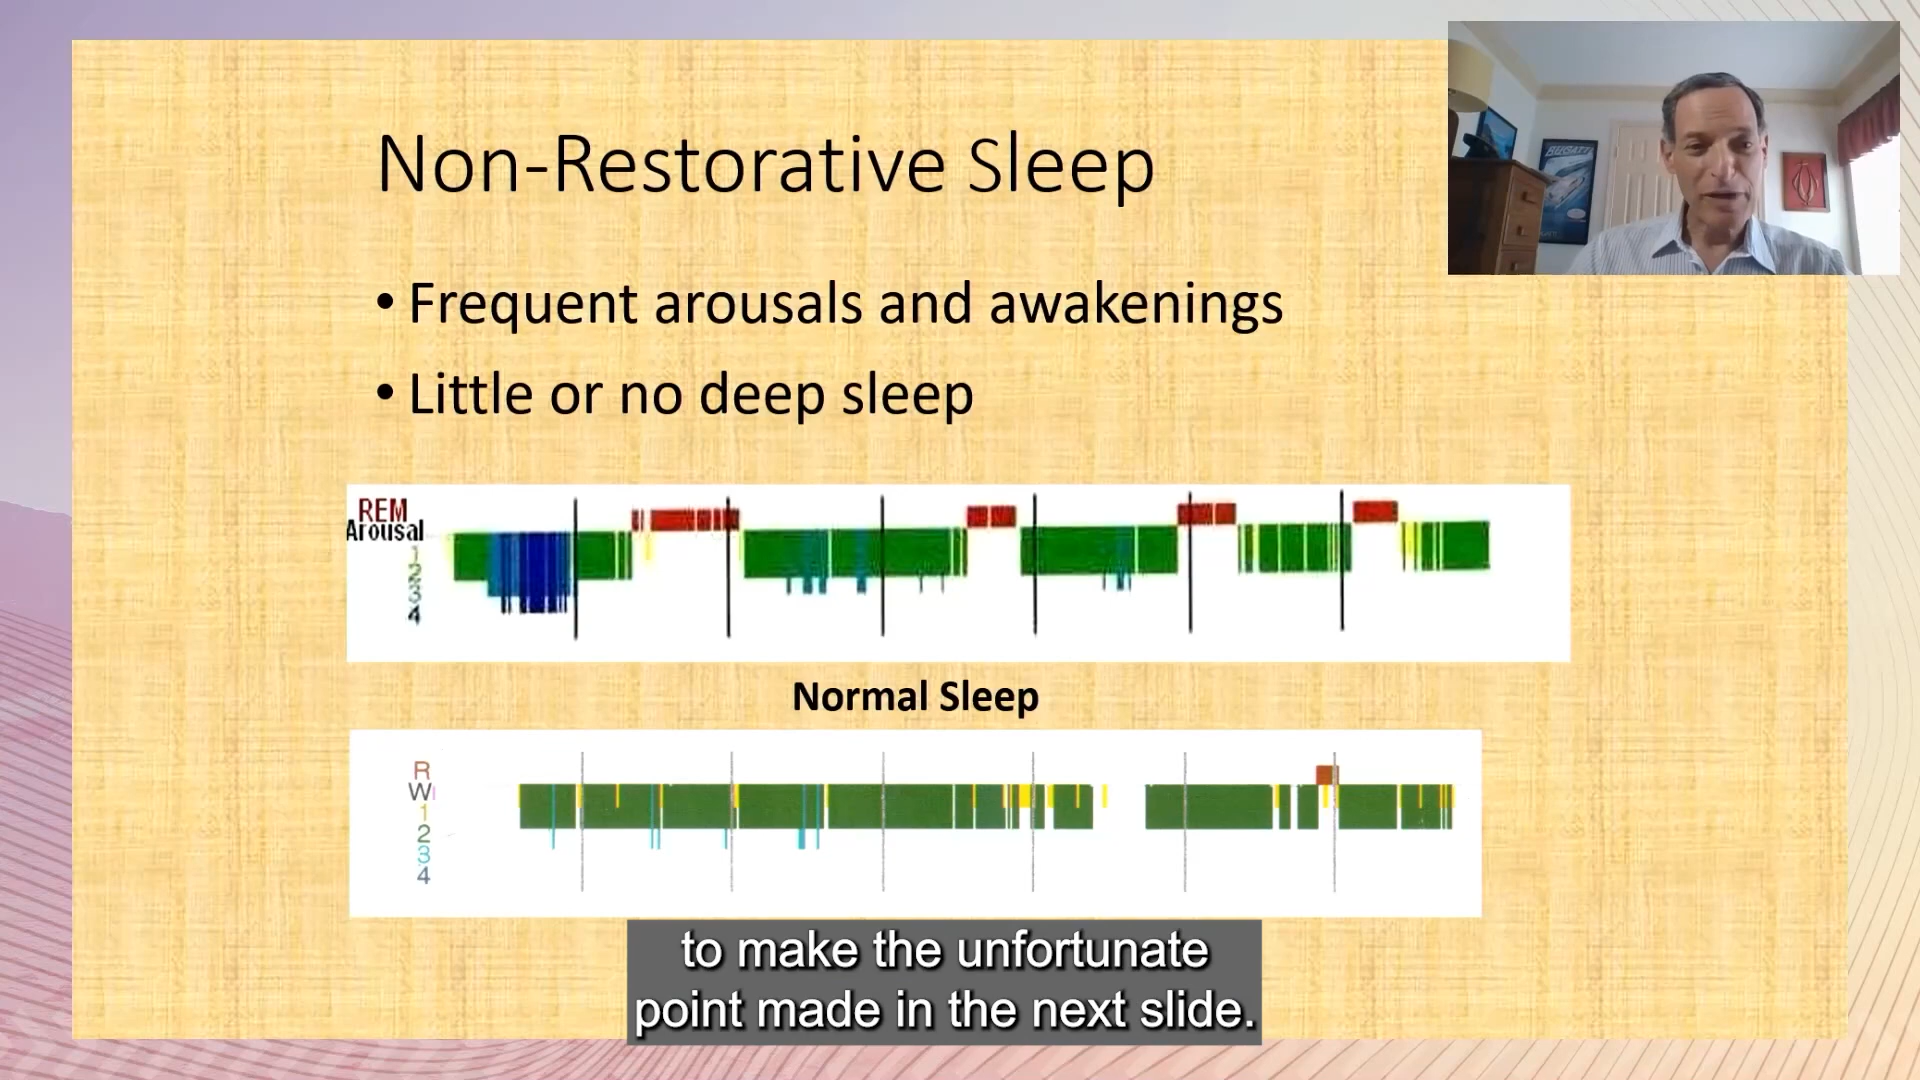 Non-Restorative Sleep
BUGATTI
• Frequent arousals and awakenings
• Little or no deep sleep
REM
Arousal
1
2
3
4
Normal Sleep
R
W
1
2
3
4
to make the unfortunate
point made in the next slide.